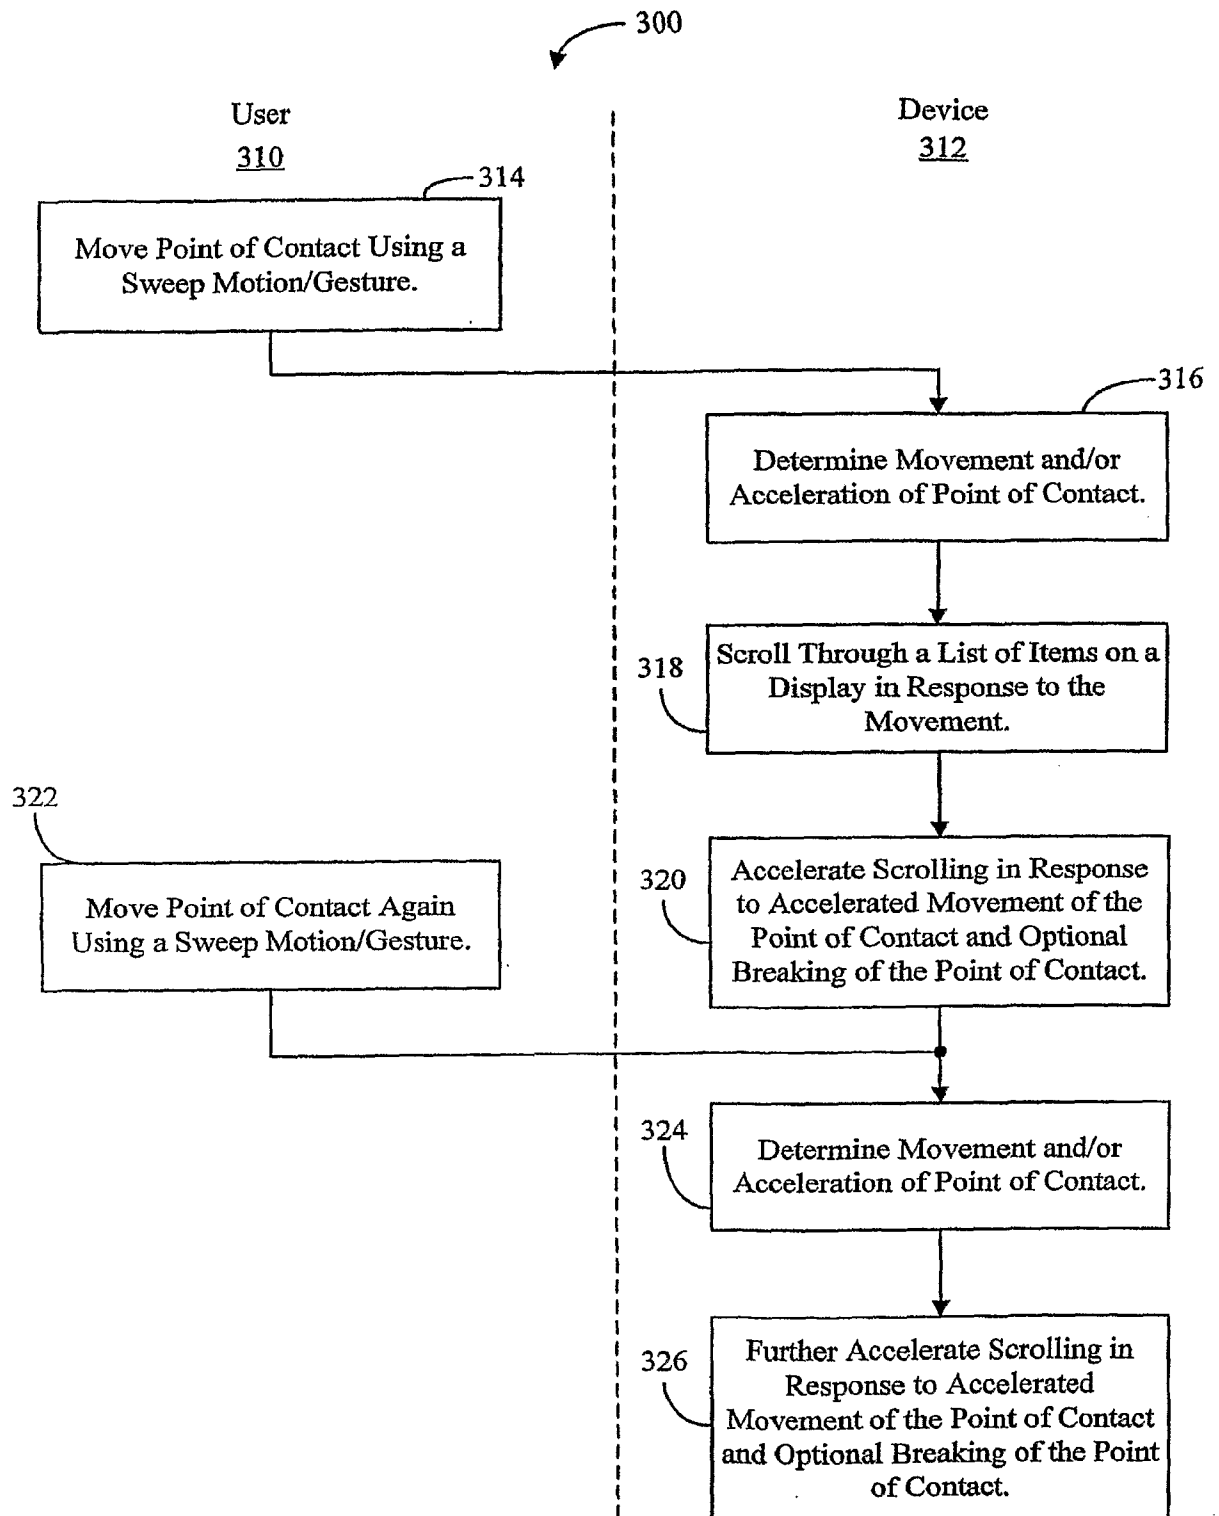 300
User
310
Device
312
314
Move Point of Contact Using a
Sweep Motion/Gesture.
316
Determine Movement and/or
Acceleration of Point of Contact.
318
Scroll Through a List of Items on a
Display in Response to the
Movement.
320
Accelerate Scrolling in Response
to Accelerated Movement of the
Point of Contact and Optional
Breaking of the Point of Contact.
322
Move Point of Contact Again
Using a Sweep Motion/Gesture.
324
Determine Movement and/or
Acceleration of Point of Contact.
326
Further Accelerate Scrolling in
Response to Accelerated
Movement of the Point of Contact
and Optional Breaking of the Point
of Contact.